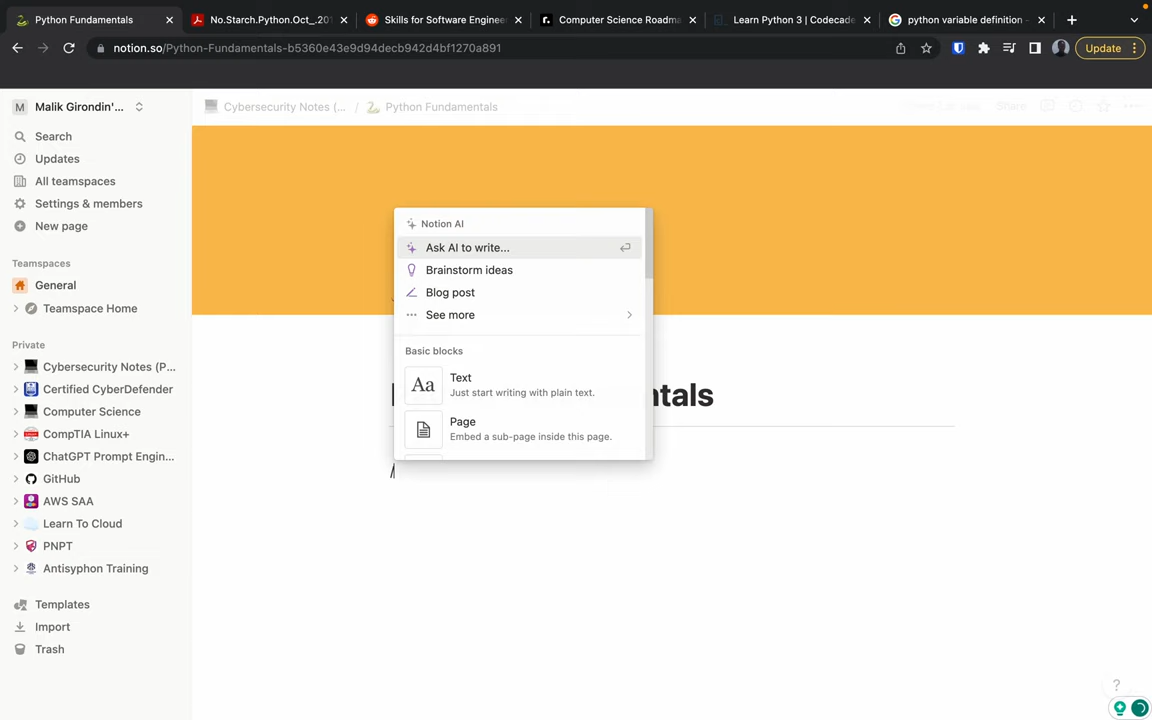 Python Fundamentals
No.Starch.Python.Oct_.201
Skills for Software Enginee
Computer Science Roadma
Learn Python 3 | Codecade
python variable definition -
notion.so/Python-Fundamentals-b5360e43e9d94decb942d4bf1270a891
Update
M Malik Girondin'...
Cybersecurity Notes (... / Python Fundamentals
Share
Search
Updates
All teamspaces
Settings & members
New page
Teamspaces
General
Teamspace Home
Private
Cybersecurity Notes (P...
Certified CyberDefender
Computer Science
CompTIA Linux+
ChatGPT Prompt Engin...
GitHub
AWS SAA
Learn To Cloud
PNPT
Antisyphon Training
Templates
Import
Trash
Notion AI
Ask AI to write...
Brainstorm ideas
Blog post
See more
Basic blocks
Aa Text
Just start writing with plain text.
Page
Embed a sub-page inside this page.
ntals
/
?